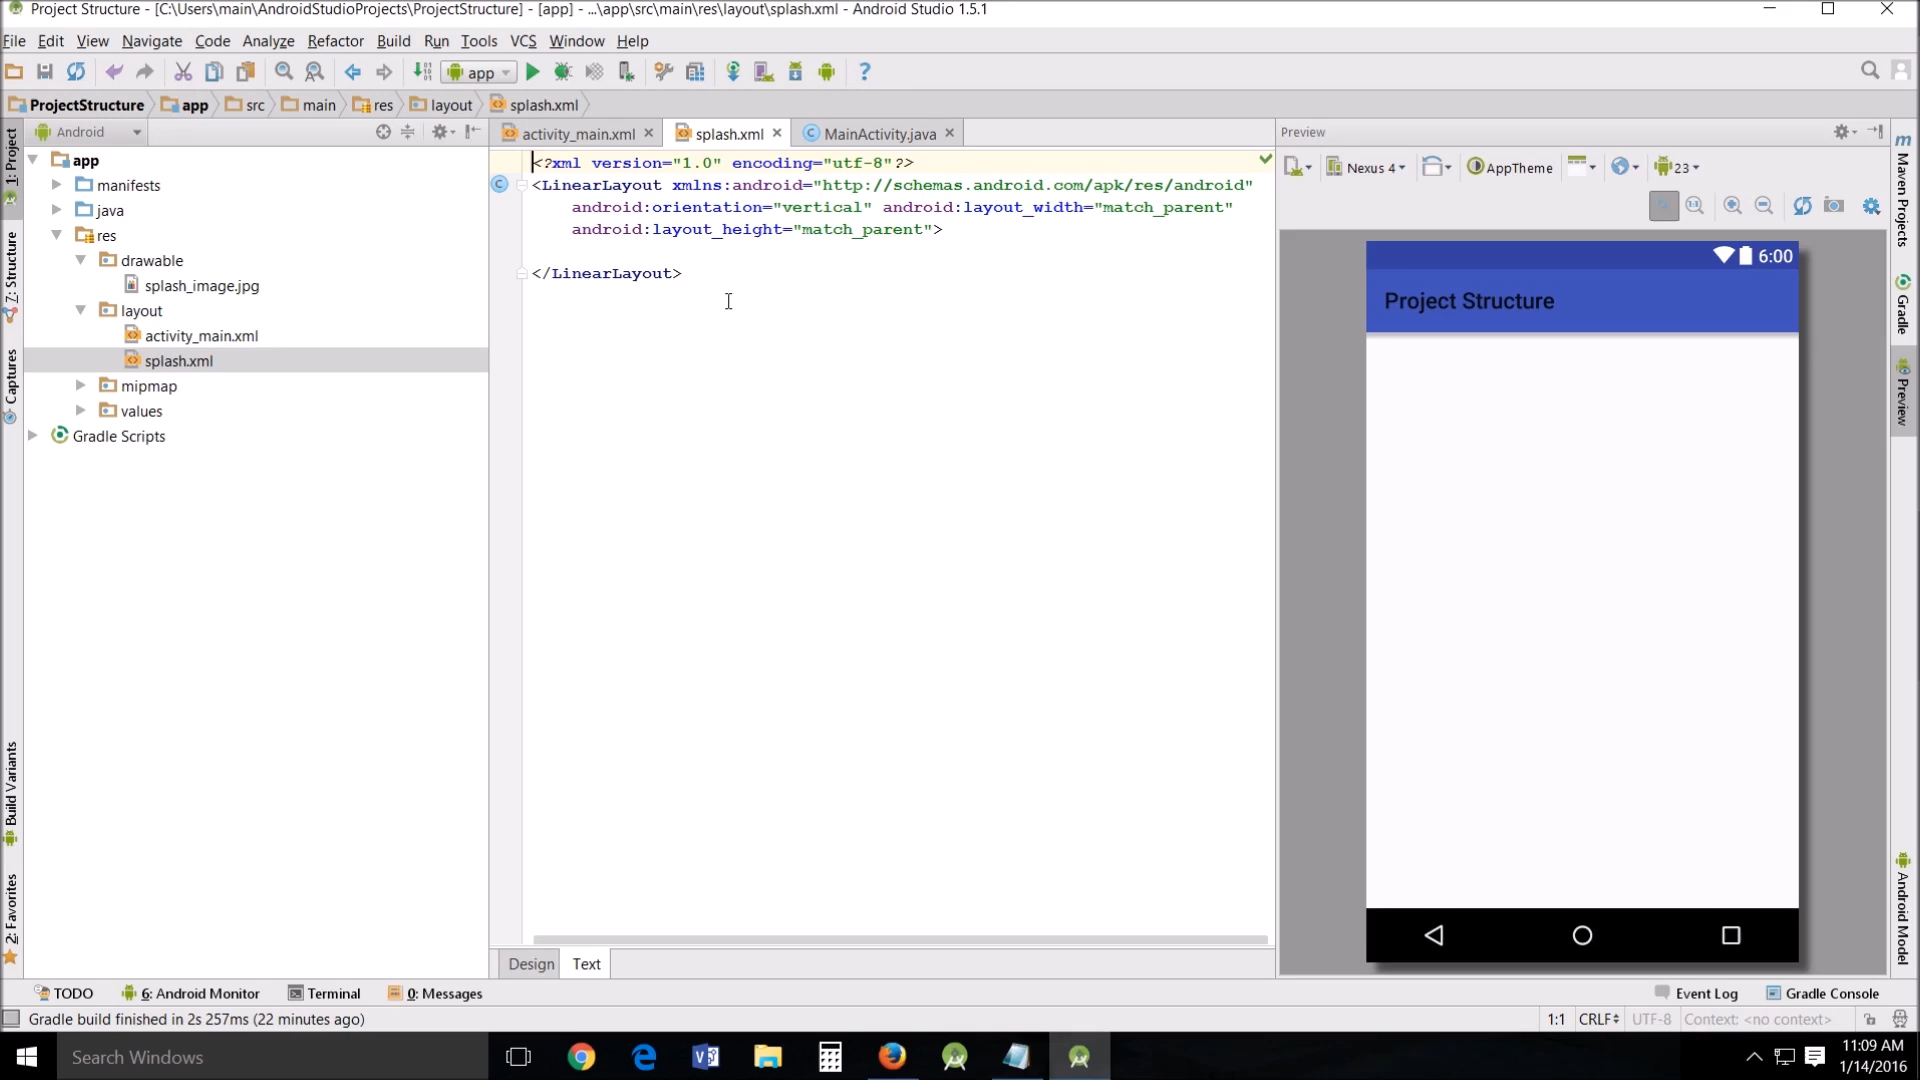 Project Structure - [C:\Users\main\AndroidStudioProjects\ProjectStructure] - [app] - ...\app\src\main\res\layout\splash.xml - Android Studio 1.5.1
File Edit View Navigate Code Analyze Refactor Build Run Tools VCS Window Help
app
ProjectStructure app src main res layout splash.xml
Android
activity_main.xml splash.xml MainActivity.java
Preview
1: Project
7: Structure
Captures
Build Variants
2: Favorites
app
manifests
java
res
drawable
splash_image.jpg
layout
activity_main.xml
splash.xml
mipmap
values
Gradle Scripts
<?xml version="1.0" encoding="utf-8"?>
<LinearLayout xmlns:android="http://schemas.android.com/apk/res/android"
android:orientation="vertical" android:layout_width="match_parent"
android:layout_height="match_parent">
</LinearLayout>
Design Text
Nexus 4 AppTheme 23
6:00
Project Structure
m Maven Projects
Gradle
Preview
Android Model
TODO 6: Android Monitor Terminal 0: Messages Event Log Gradle Console
Gradle build finished in 2s 257ms (22 minutes ago) 1:1 CRLF UTF-8 Context: <no context>
Search Windows
11:09 AM
1/14/2016